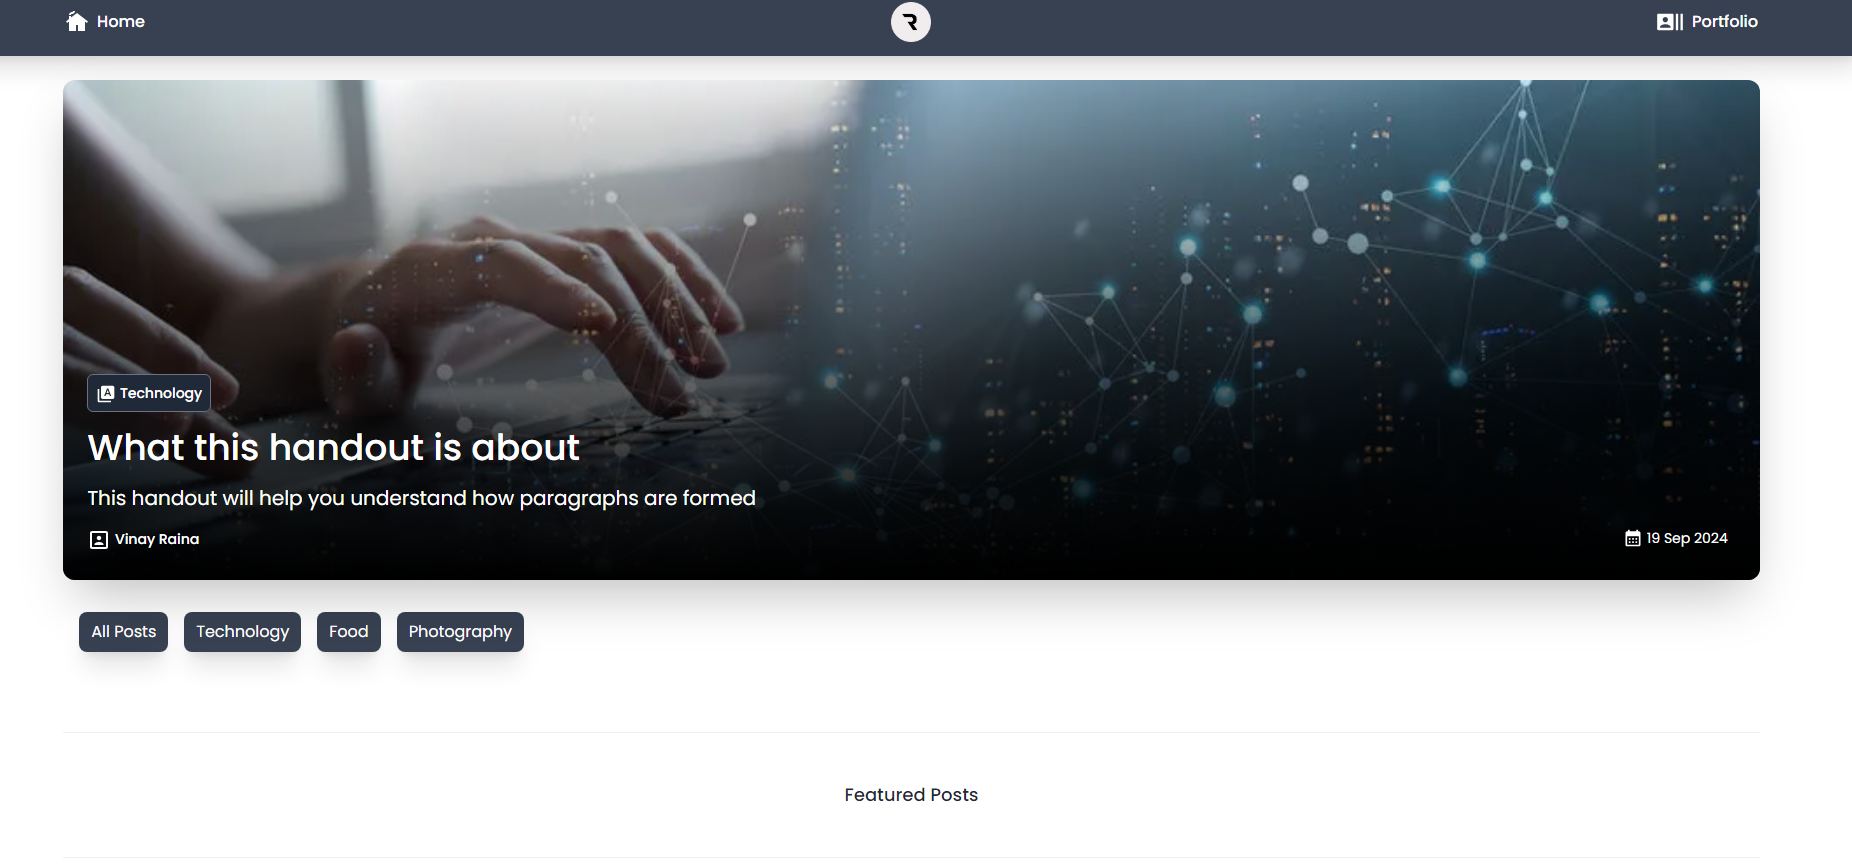 Home
R
Portfolio
Technology
What this handout is about
This handout will help you understand how paragraphs are formed
Vinay Raina
19 Sep 2024
All Posts
Technology
Food
Photography
Featured Posts